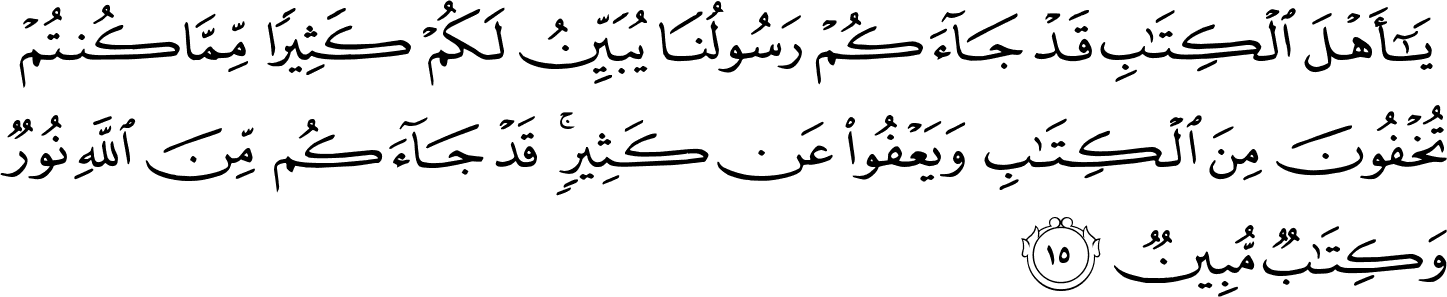 يَـٰٓأَهْلَ ٱلْكِتَـٰبِ قَدْ جَآءَكُمْ رَسُولُنَا يُبَيِّنُ لَكُمْ كَثِيرًا مِّمَّا كُنتُمْ
تُخْفُونَ مِنَ ٱلْكِتَـٰبِ وَيَعْفُوا۟ عَن كَثِيرٍ ۚ قَدْ جَآءَكُم مِّنَ ٱللَّهِ نُورٌ
وَكِتَـٰبٌ مُّبِينٌ ١٥